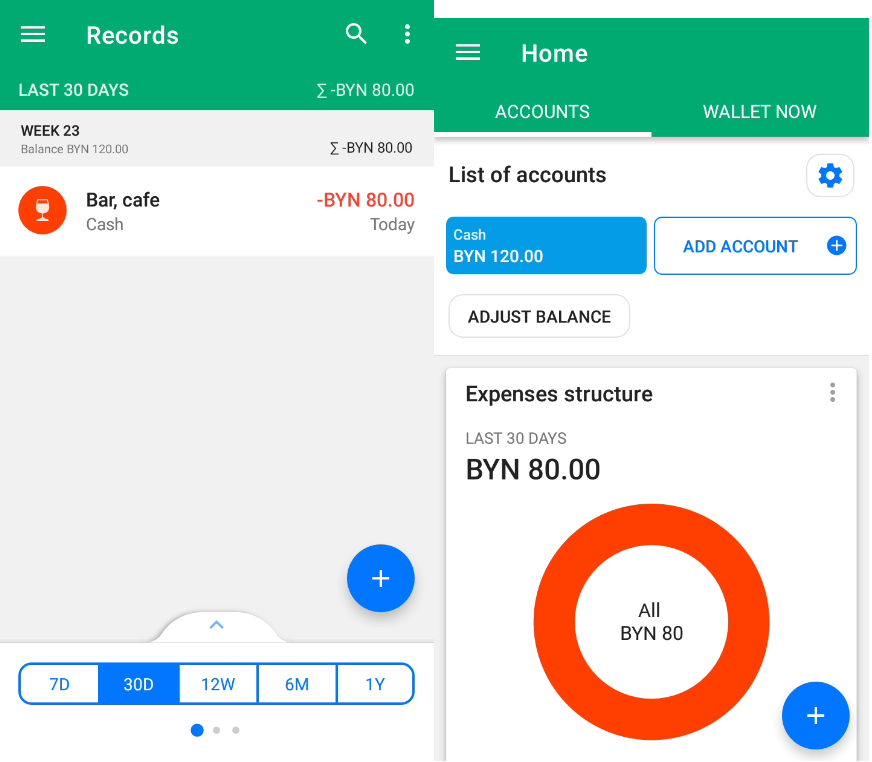 Records
LAST 30 DAYS
∑ -BYN 80.00
WEEK 23
Balance BYN 120.00
∑ -BYN 80.00
Bar, cafe
-BYN 80.00
Cash
Today
7D
30D
12W
6M
1Y
Home
ACCOUNTS
WALLET NOW
List of accounts
Cash
BYN 120.00
ADD ACCOUNT
ADJUST BALANCE
Expenses structure
LAST 30 DAYS
BYN 80.00
All
BYN 80